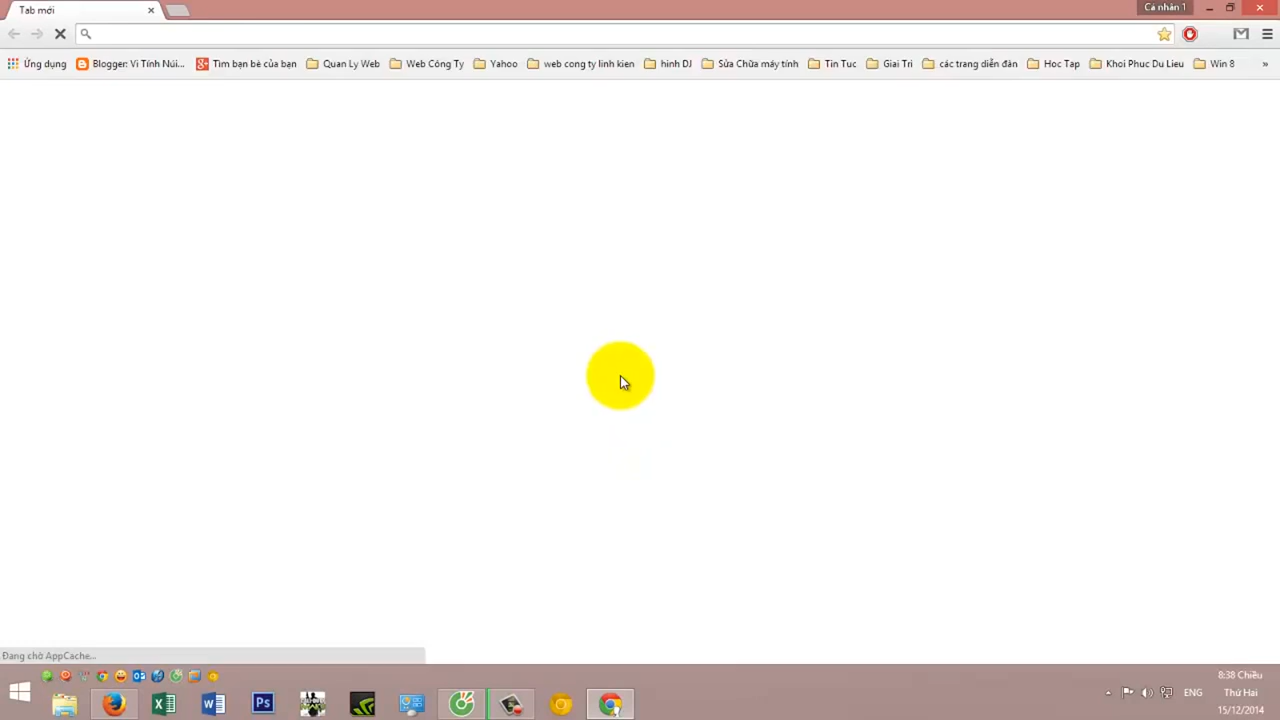 Tab mới
Cá nhân 1
Ứng dụng
Blogger: Vi Tính Núi...
Tìm bạn bè của bạn
Quan Ly Web
Web Công Ty
Yahoo
web cong ty linh kien
hinh DJ
Sửa Chữa máy tính
Tin Tuc
Giai Tri
các trang diễn đàn
Hoc Tap
Khoi Phuc Du Lieu
Win 8
»
Đang chờ AppCache...
8:38 Chiều
ENG
Thứ Hai
15/12/2014
Ps